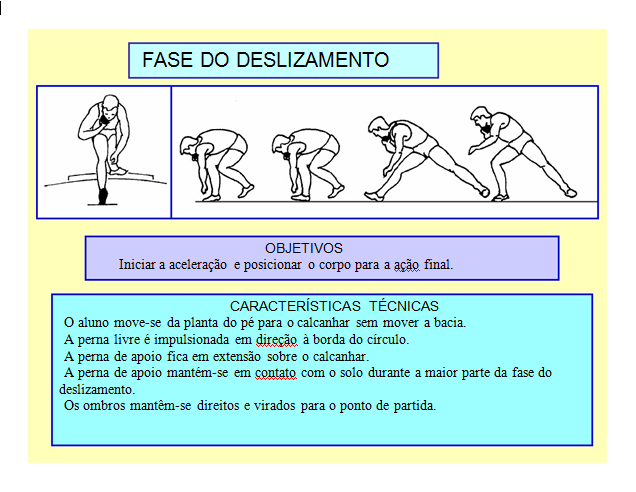 FASE DO DESLIZAMENTO
OBJETIVOS
Iniciar a aceleração e posicionar o corpo para a ação final.
CARACTERÍSTICAS TÉCNICAS
O aluno move-se da planta do pé para o calcanhar sem mover a bacia.
A perna livre é impulsionada em direção à borda do círculo.
A perna de apoio fica em extensão sobre o calcanhar.
A perna de apoio mantém-se em contato com o solo durante a maior parte da fase do
deslizamento.
Os ombros mantêm-se direitos e virados para o ponto de partida.